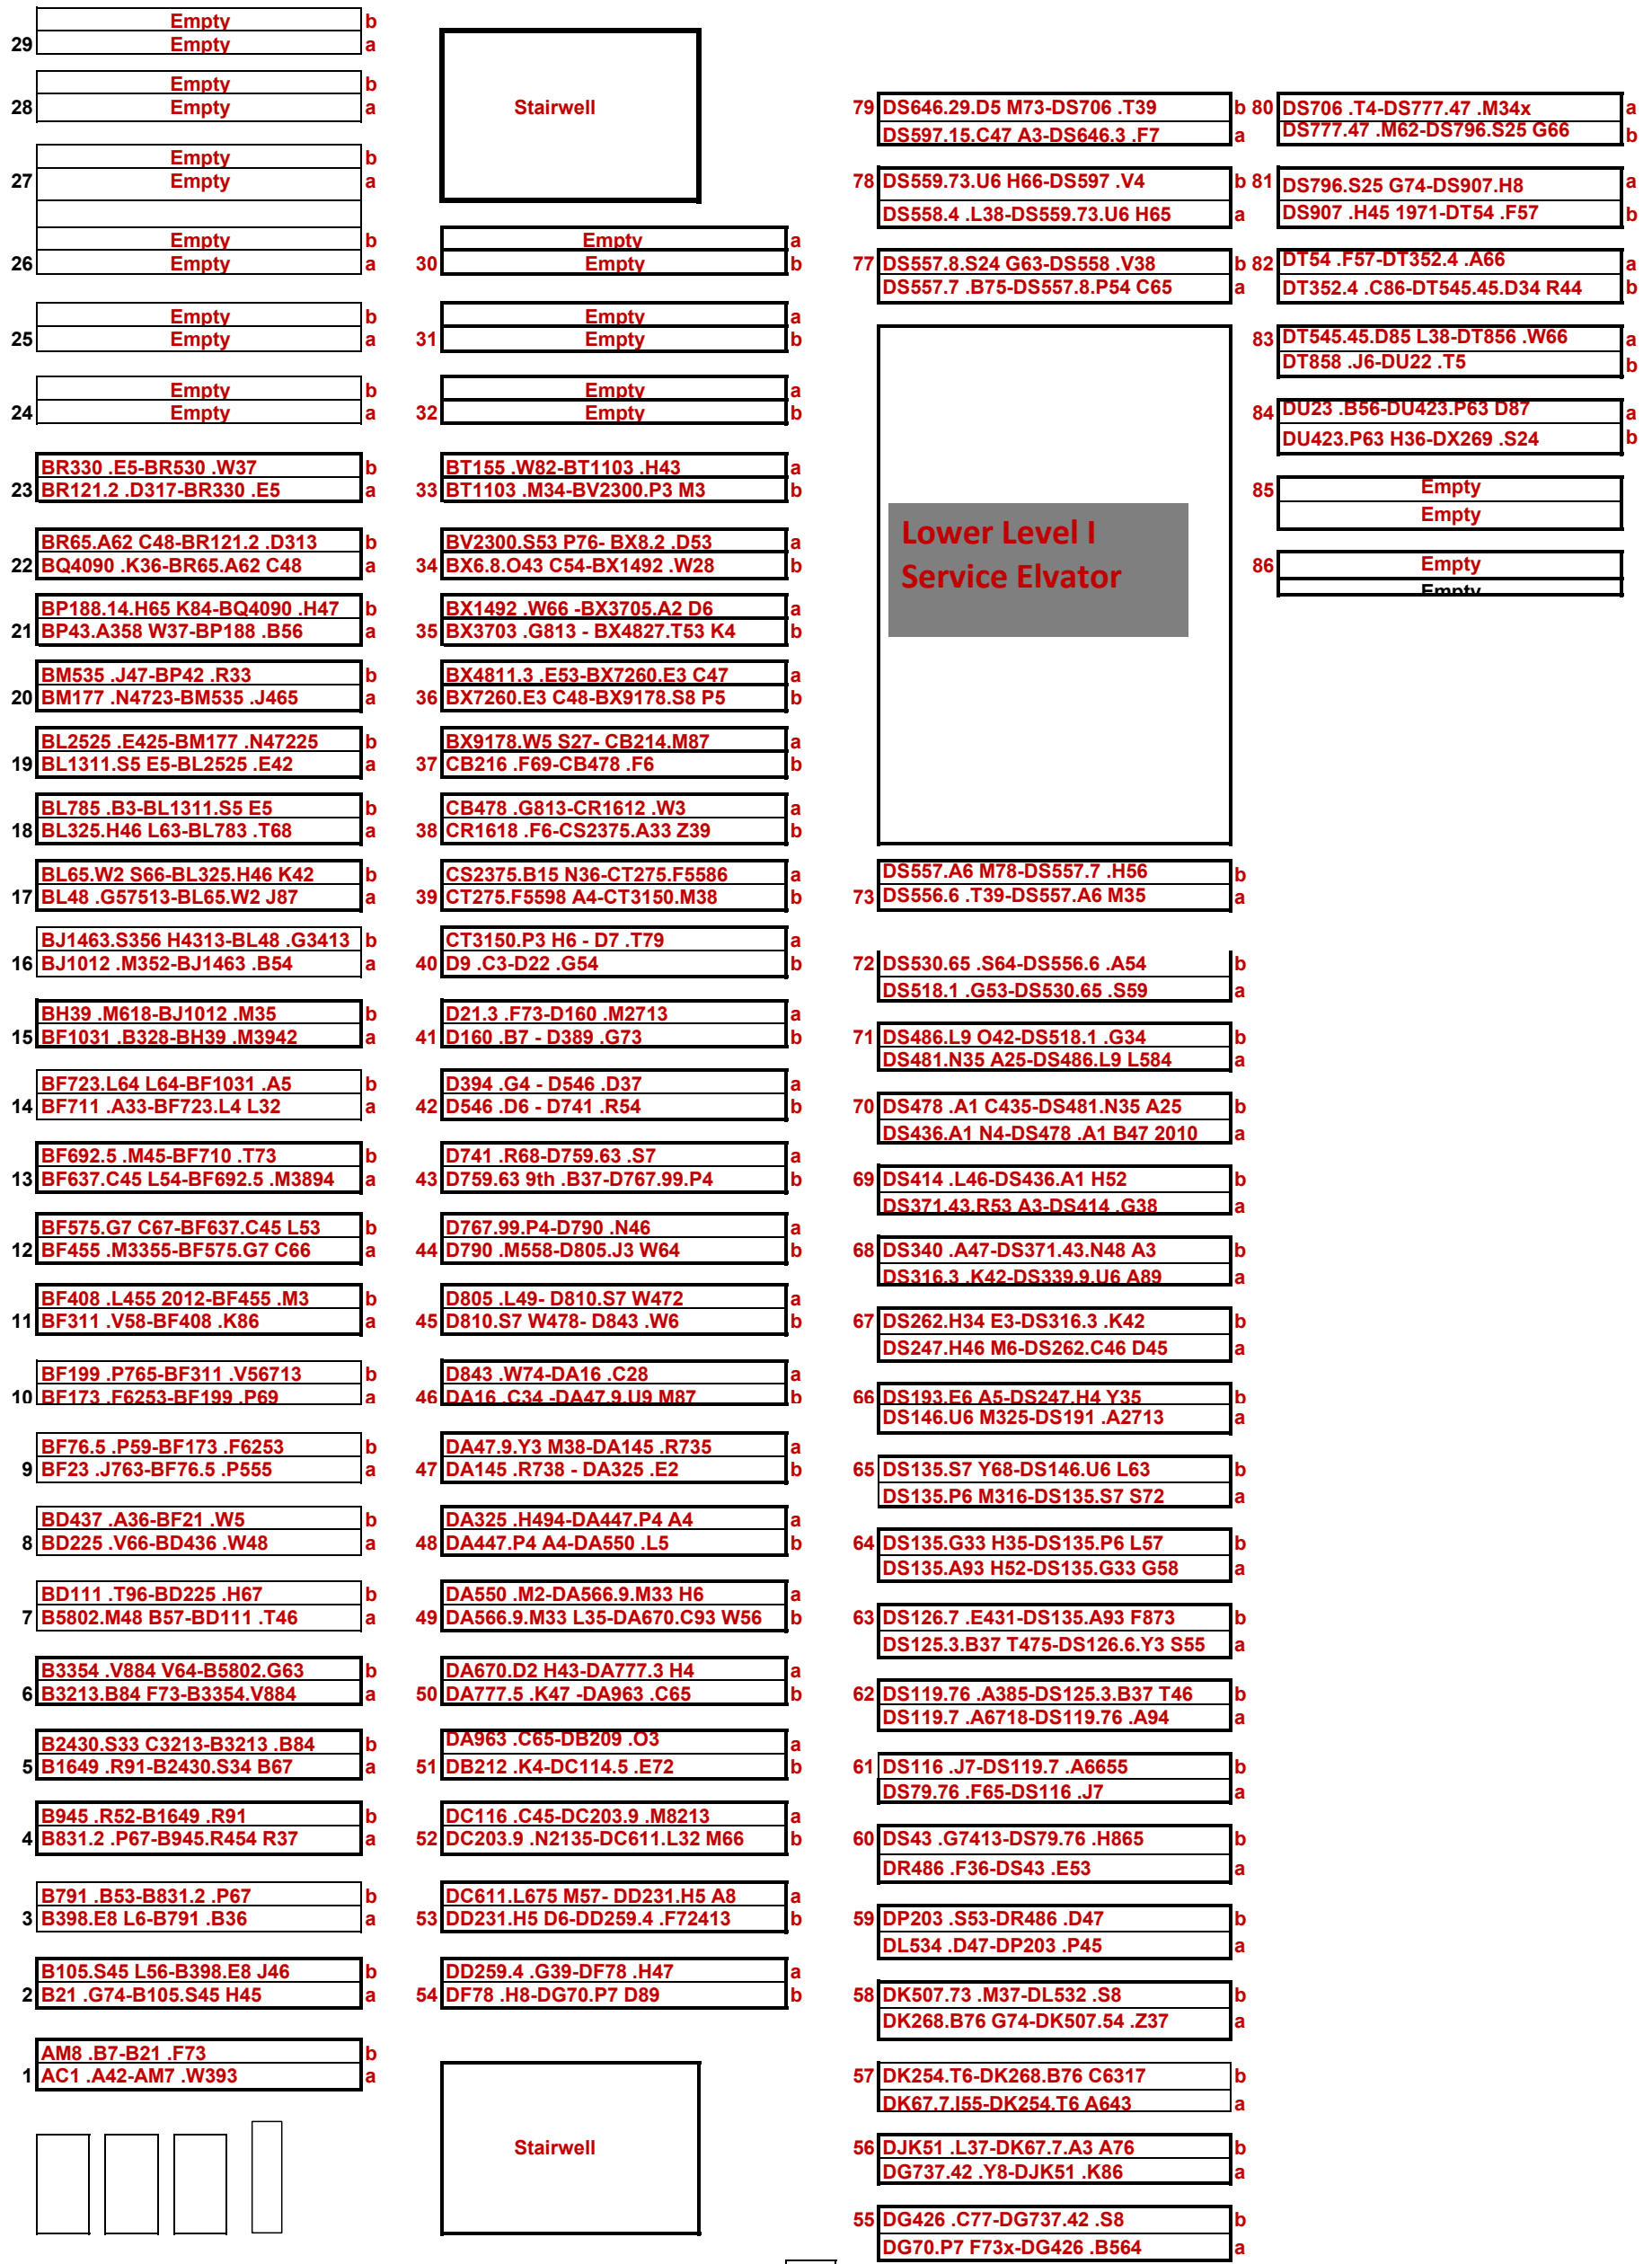 Empty b
29 Empty a
Empty b
28 Empty a
Empty b
27 Empty a
Empty b
26 Empty a
Empty b
25 Empty a
Empty b
24 Empty a
BR330 .E5-BR530 .W37 b
23 BR121.2 .D317-BR330 .E5 a
BR65.A62 C48-BR121.2 .D313 b
22 BQ4090 .K36-BR65.A62 C48 a
BP188.14.H65 K84-BQ4090 .H47 b
21 BP43.A358 W37-BP188 .B56 a
BM535 .J47-BP42 .R33 b
20 BM177 .N4723-BM535 .J465 a
BL2525 .E425-BM177 .N47225 b
19 BL1311.S5 E5-BL2525 .E42 a
BL785 .B3-BL1311.S5 E5 b
18 BL325.H46 L63-BL783 .T68 a
BL65.W2 S66-BL325.H46 K42 b
17 BL48 .G57513-BL65.W2 J87 a
BJ1463.S356 H4313-BL48 .G3413 b
16 BJ1012 .M352-BJ1463 .B54 a
BH39 .M618-BJ1012 .M35 b
15 BF1031 .B328-BH39 .M3942 a
BF723.L64 L64-BF1031 .A5 b
14 BF711 .A33-BF723.L4 L32 a
BF692.5 .M45-BF710 .T73 b
13 BF637.C45 L54-BF692.5 .M3894 a
BF575.G7 C67-BF637.C45 L53 b
12 BF455 .M3355-BF575.G7 C66 a
BF408 .L455 2012-BF455 .M3 b
11 BF311 .V58-BF408 .K86 a
BF199 .P765-BF311 .V56713 b
10 BF173 .F6253-BF199 .P69 a
BF76.5 .P59-BF173 .F6253 b
9 BF23 .J763-BF76.5 .P555 a
BD437 .A36-BF21 .W5 b
8 BD225 .V66-BD436 .W48 a
BD111 .T96-BD225 .H67 b
7 B5802.M48 B57-BD111 .T46 a
B3354 .V884 V64-B5802.G63 b
6 B3213.B84 F73-B3354.V884 a
B2430.S33 C3213-B3213 .B84 b
5 B1649 .R91-B2430.S34 B67 a
B945 .R52-B1649 .R91 b
4 B831.2 .P67-B945.R454 R37 a
B791 .B53-B831.2 .P67 b
3 B398.E8 L6-B791 .B36 a
B105.S45 L56-B398.E8 J46 b
2 B21 .G74-B105.S45 H45 a
AM8 .B7-B21 .F73 b
1 AC1 .A42-AM7 .W393 a
Stairwell
Empty a
30 Empty b
Empty a
31 Empty b
Empty a
32 Empty b
BT155 .W82-BT1103 .H43 a
33 BT1103 .M34-BV2300.P3 M3 b
BV2300.S53 P76- BX8.2 .D53 a
34 BX6.8.O43 C54-BX1492 .W28 b
BX1492 .W66 -BX3705.A2 D6 a
35 BX3703 .G813 - BX4827.T53 K4 b
BX4811.3 .E53-BX7260.E3 C47 a
36 BX7260.E3 C48-BX9178.S8 P5 b
BX9178.W5 S27- CB214.M87 a
37 CB216 .F69-CB478 .F6 b
CB478 .G813-CR1612 .W3 a
38 CR1618 .F6-CS2375.A33 Z39 b
CS2375.B15 N36-CT275.F5586 a
39 CT275.F5598 A4-CT3150.M38 b
CT3150.P3 H6 - D7 .T79 a
40 D9 .C3-D22 .G54 b
D21.3 .F73-D160 .M2713 a
41 D160 .B7 - D389 .G73 b
D394 .G4 - D546 .D37 a
42 D546 .D6 - D741 .R54 b
D741 .R68-D759.63 .S7 a
43 D759.63 9th .B37-D767.99.P4 b
D767.99.P4-D790 .N46 a
44 D790 .M558-D805.J3 W64 b
D805 .L49- D810.S7 W472 a
45 D810.S7 W478- D843 .W6 b
D843 .W74-DA16 .C28 a
46 DA16 .C34 -DA47.9.U9 M87 b
DA47.9.Y3 M38-DA145 .R735 a
47 DA145 .R738 - DA325 .E2 b
DA325 .H494-DA447.P4 A4 a
48 DA447.P4 A4-DA550 .L5 b
DA550 .M2-DA566.9.M33 H6 a
49 DA566.9.M33 L35-DA670.C93 W56 b
DA670.D2 H43-DA777.3 H4 a
50 DA777.5 .K47 -DA963 .C65 b
DA963 .C65-DB209 .O3 a
51 DB212 .K4-DC114.5 .E72 b
DC116 .C45-DC203.9 .M8213 a
52 DC203.9 .N2135-DC611.L32 M66 b
DC611.L675 M57- DD231.H5 A8 a
53 DD231.H5 D6-DD259.4 .F72413 b
DD259.4 .G39-DF78 .H47 a
54 DF78 .H8-DG70.P7 D89 b
Stairwell
79 DS646.29.D5 M73-DS706 .T39 b
DS597.15.C47 A3-DS646.3 .F7 a
78 DS559.73.U6 H66-DS597 .V4 b
DS558.4 .L38-DS559.73.U6 H65 a
77 DS557.8.S24 G63-DS558 .V38 b
DS557.7 .B75-DS557.8.P54 C65 a
Lower Level I
Service Elvator
DS557.A6 M78-DS557.7 .H56 b
73 DS556.6 .T39-DS557.A6 M35 a
72 DS530.65 .S64-DS556.6 .A54 b
DS518.1 .G53-DS530.65 .S59 a
71 DS486.L9 O42-DS518.1 .G34 b
DS481.N35 A25-DS486.L9 L584 a
70 DS478 .A1 C435-DS481.N35 A25 b
DS436.A1 N4-DS478 .A1 B47 2010 a
69 DS414 .L46-DS436.A1 H52 b
DS371.43.R53 A3-DS414 .G38 a
68 DS340 .A47-DS371.43.N48 A3 b
DS316.3 .K42-DS339.9.U6 A89 a
67 DS262.H34 E3-DS316.3 .K42 b
DS247.H46 M6-DS262.C46 D45 a
66 DS193.E6 A5-DS247.H4 Y35 b
DS146.U6 M325-DS191 .A2713 a
65 DS135.S7 Y68-DS146.U6 L63 b
DS135.P6 M316-DS135.S7 S72 a
64 DS135.G33 H35-DS135.P6 L57 b
DS135.A93 H52-DS135.G33 G58 a
63 DS126.7 .E431-DS135.A93 F873 b
DS125.3.B37 T475-DS126.6.Y3 S55 a
62 DS119.76 .A385-DS125.3.B37 T46 b
DS119.7 .A6718-DS119.76 .A94 a
61 DS116 .J7-DS119.7 .A6655 b
DS79.76 .F65-DS116 .J7 a
60 DS43 .G7413-DS79.76 .H865 b
DR486 .F36-DS43 .E53 a
59 DP203 .S53-DR486 .D47 b
DL534 .D47-DP203 .P45 a
58 DK507.73 .M37-DL532 .S8 b
DK268.B76 G74-DK507.54 .Z37 a
57 DK254.T6-DK268.B76 C6317 b
DK67.7.I55-DK254.T6 A643 a
56 DJK51 .L37-DK67.7.A3 A76 b
DG737.42 .Y8-DJK51 .K86 a
55 DG426 .C77-DG737.42 .S8 b
DG70.P7 F73x-DG426 .B564 a
80 DS706 .T4-DS777.47 .M34x a
DS777.47 .M62-DS796.S25 G66 b
81 DS796.S25 G74-DS907.H8 a
DS907 .H45 1971-DT54 .F57 b
82 DT54 .F57-DT352.4 .A66 a
DT352.4 .C86-DT545.45.D34 R44 b
83 DT545.45.D85 L38-DT856 .W66 a
DT858 .J6-DU22 .T5 b
84 DU23 .B56-DU423.P63 D87 a
DU423.P63 H36-DX269 .S24 b
85 Empty
Empty
86 Empty
Empty